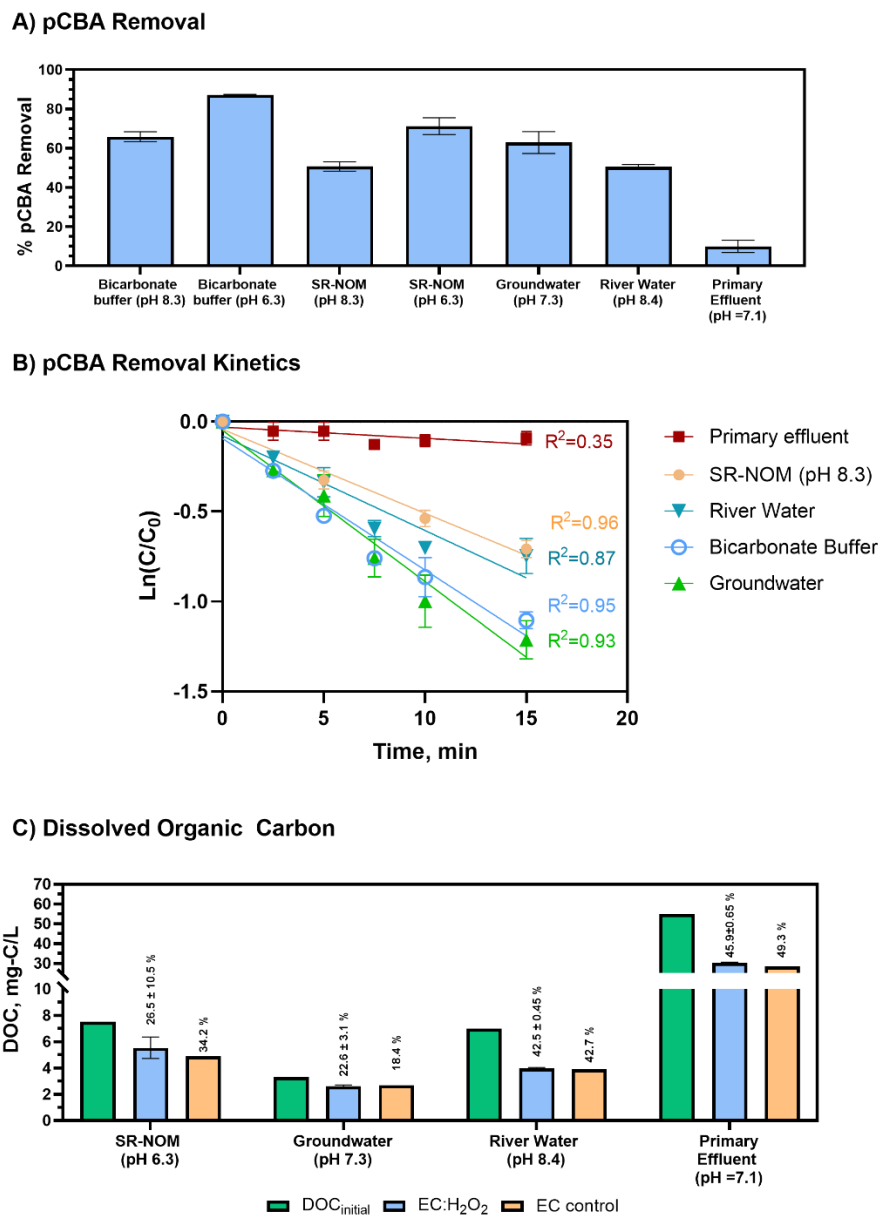 A) pCBA Removal
% pCBA Removal
100
80
60
40
20
0
Bicarbonate
buffer (pH 8.3)
Bicarbonate
buffer (pH 6.3)
SR-NOM
(pH 8.3)
SR-NOM
(pH 6.3)
Groundwater
(pH 7.3)
River Water
(pH 8.4)
Primary
Effluent
(pH =7.1)
B) pCBA Removal Kinetics
Ln(C/C0)
0.0
-0.5
-1.0
-1.5
R2=0.35
R2=0.96
R2=0.87
R2=0.95
R2=0.93
Primary effluent
SR-NOM (pH 8.3)
River Water
Bicarbonate Buffer
Groundwater
0 5 10 15 20
Time, min
C) Dissolved Organic Carbon
DOC, mg-C/L
70
60
50
40
30
10
8
6
4
2
0
26.5 ± 10.5 %
34.2 %
22.6 ± 3.1 %
18.4 %
42.5 ± 0.45 %
42.7 %
45.9±0.65 %
49.3 %
SR-NOM
(pH 6.3)
Groundwater
(pH 7.3)
River Water
(pH 8.4)
Primary
Effluent
(pH =7.1)
DOCinitial EC:H2O2 EC control